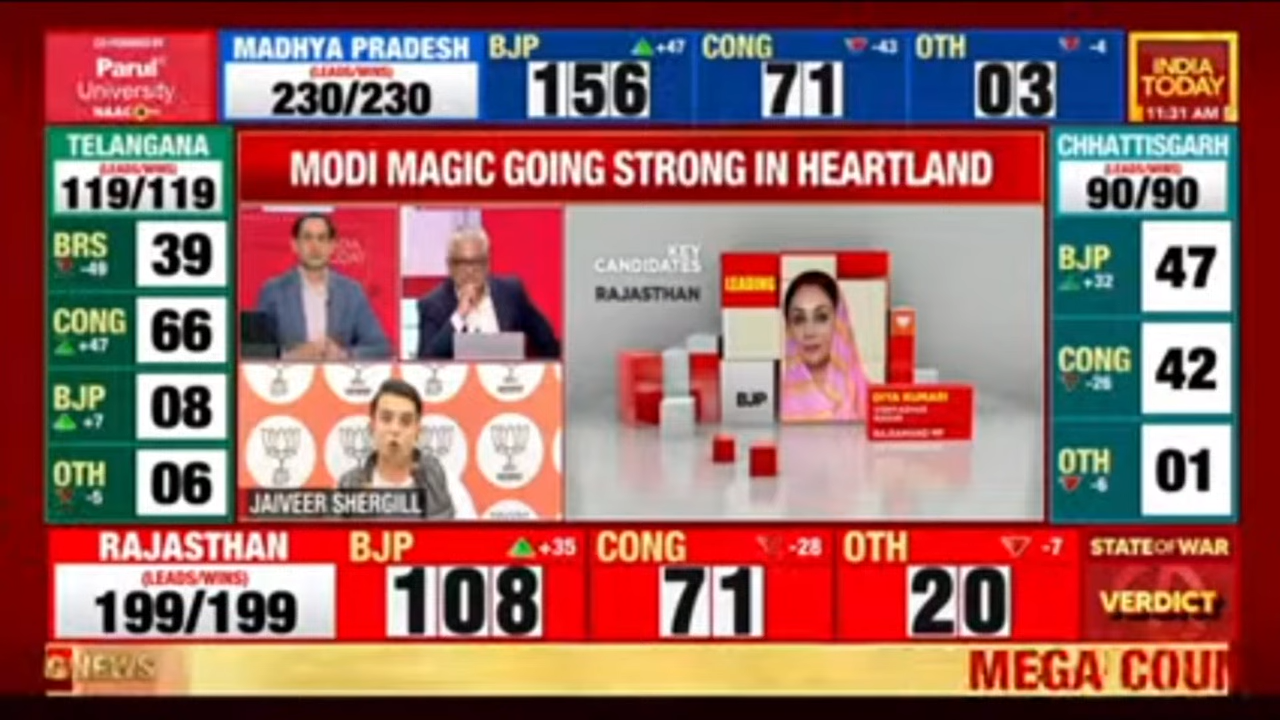 CO-POWERED BY
Parul
University
NAAC
MADHYA PRADESH
(LEADS/WINS)
230/230
BJP +47
156
CONG -43
71
OTH -4
03
INDIA
TODAY
11:31 AM
TELANGANA
(LEADS/WINS)
119/119
BRS
-49
39
CONG
+47
66
BJP
+7
08
OTH
-5
06
MODI MAGIC GOING STRONG IN HEARTLAND
INDIA
TODAY
KEY
CANDIDATES
RAJASTHAN
LEADING
BJP
DIYA KUMARI
JAIVEER SHERGILL
CHHATTISGARH
(LEADS/WINS)
90/90
BJP
+32
47
CONG
-26
42
OTH
-6
01
RAJASTHAN
(LEADS/WINS)
199/199
BJP +35
108
CONG -28
71
OTH -7
20
STATE OF WAR
VERDICT
G NEWS
MEGA COUN